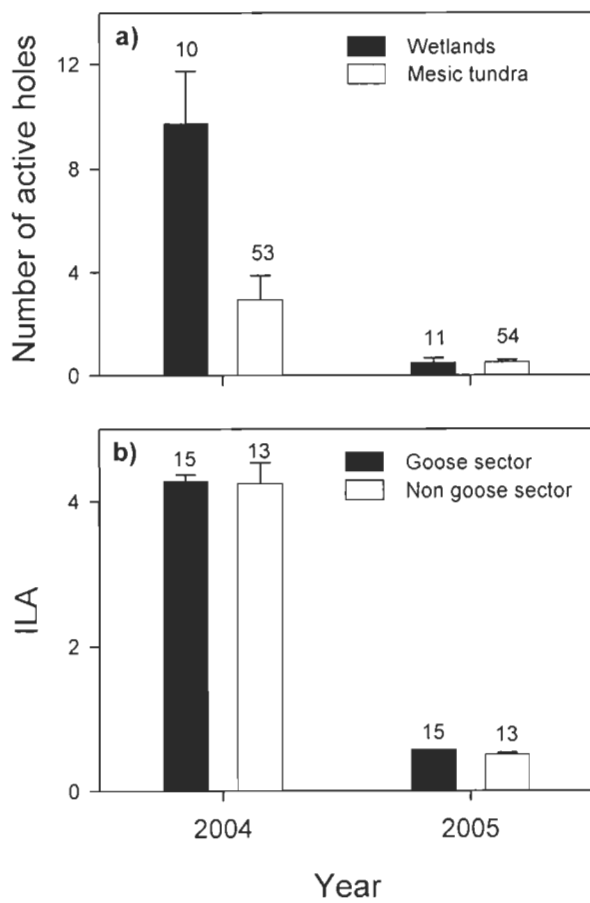 a)
10
Wetlands
Mesic tundra
12
8
4
0
53
11
54
Number of active holes
b)
15
13
Goose sector
Non goose sector
4
2
0
15
13
ILA
2004
2005
Year